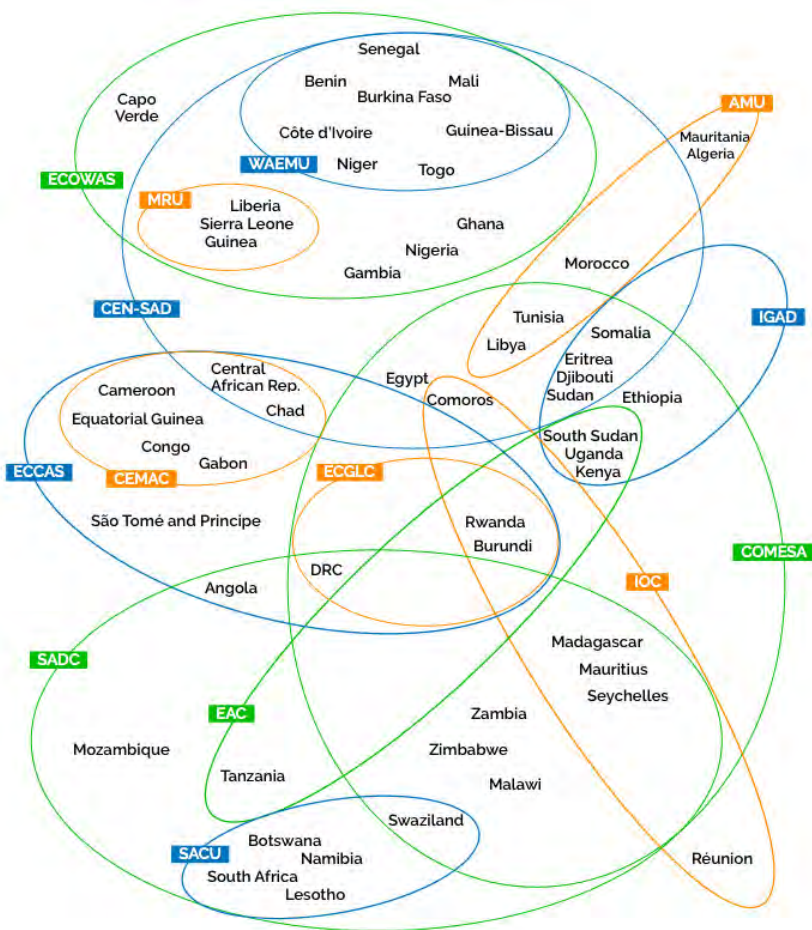 Senegal
Benin
Mali
Burkina Faso
Capo
Verde
AMU
Côte d'Ivoire
Guinea-Bissau
Mauritania
Algeria
WAEMU
Niger
Togo
ECOWAS
MRU
Liberia
Sierra Leone
Guinea
Ghana
Nigeria
Gambia
Morocco
CEN-SAD
IGAD
Tunisia
Somalia
Libya
Eritrea
Djibouti
Sudan
Ethiopia
Central
African Rep.
Egypt
Cameroon
Comoros
Chad
Equatorial Guinea
South Sudan
Uganda
Kenya
Congo
Gabon
ECCAS
CEMAC
ECGLC
São Tomé and Principe
Rwanda
Burundi
COMESA
DRC
IOC
Angola
Madagascar
Mauritius
Seychelles
SADC
EAC
Zambia
Mozambique
Zimbabwe
Tanzania
Malawi
Swaziland
Botswana
SACU
Namibia
Réunion
South Africa
Lesotho